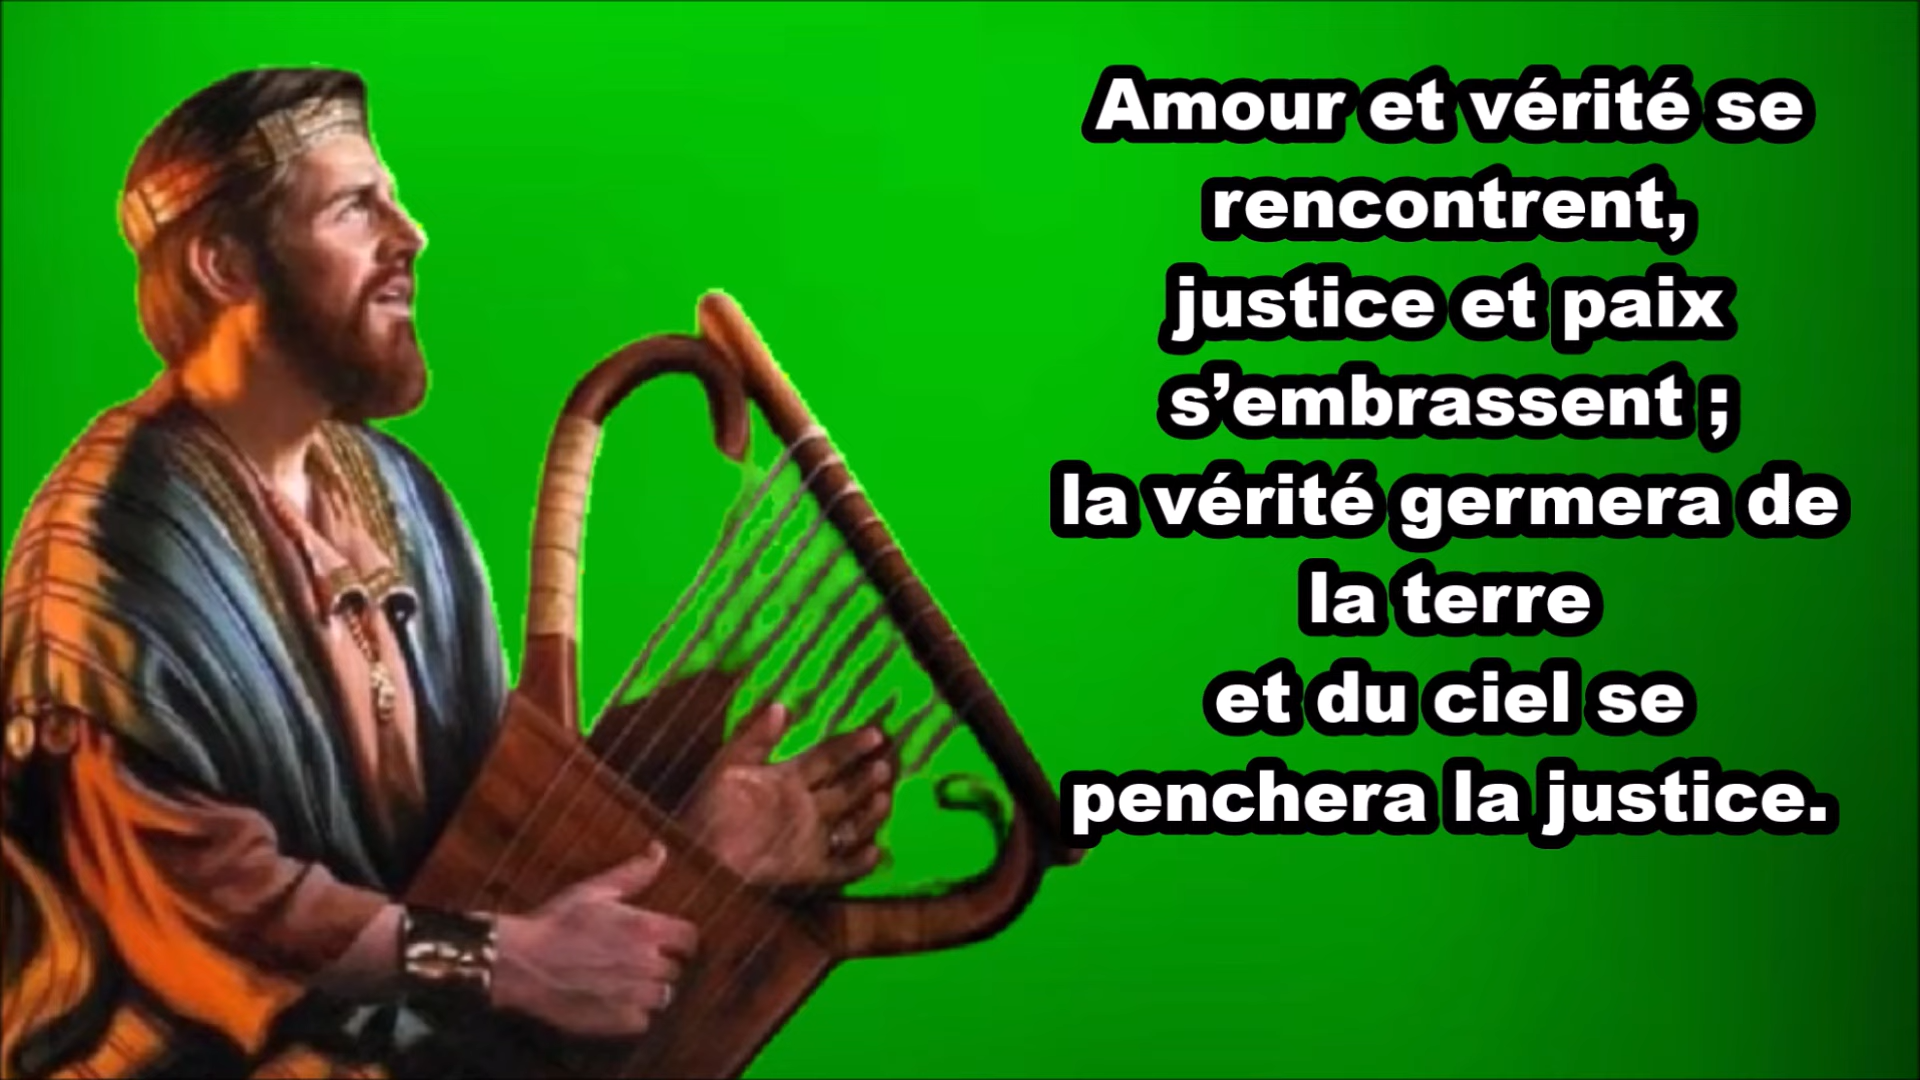 Amour et vérité se
rencontrent,
justice et paix
s’embrassent ;
la vérité germera de
la terre
et du ciel se
penchera la justice.